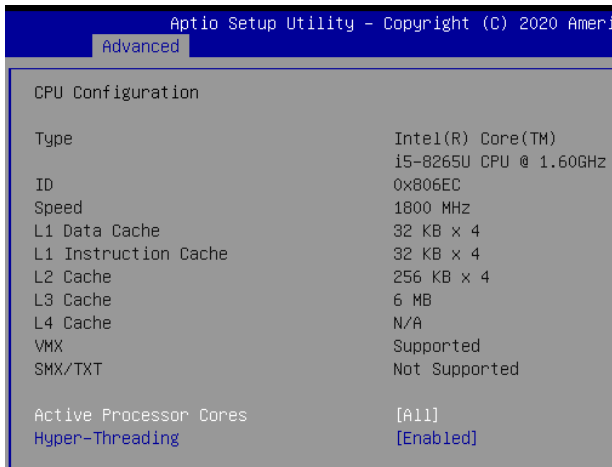 Aptio Setup Utility – Copyright (C) 2020 Ameri
Advanced
CPU Configuration
Type Intel(R) Core(TM)
i5-8265U CPU @ 1.60GHz
ID 0x806EC
Speed 1800 MHz
L1 Data Cache 32 KB x 4
L1 Instruction Cache 32 KB x 4
L2 Cache 256 KB x 4
L3 Cache 6 MB
L4 Cache N/A
VMX Supported
SMX/TXT Not Supported
Active Processor Cores [All]
Hyper-Threading [Enabled]